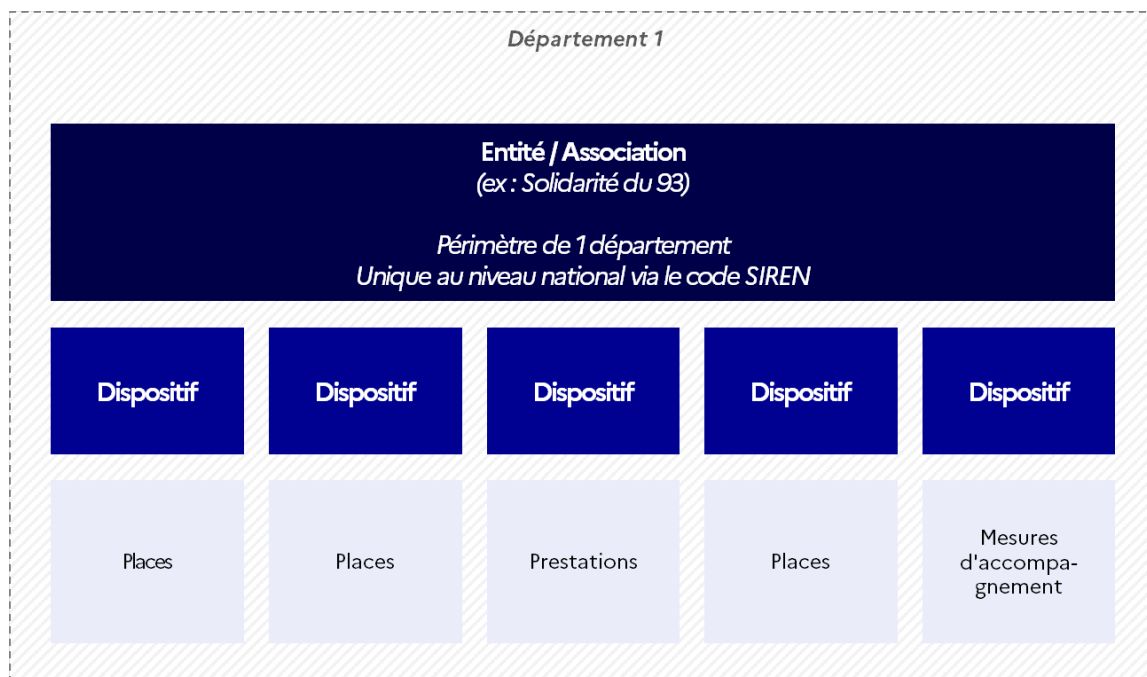 Département 1
Entité / Association
(ex : Solidarité du 93)
Périmètre de 1 département
Unique au niveau national via le code SIREN
Dispositif
Dispositif
Dispositif
Dispositif
Dispositif
Places
Places
Prestations
Places
Mesures
d'accompa-
gnement